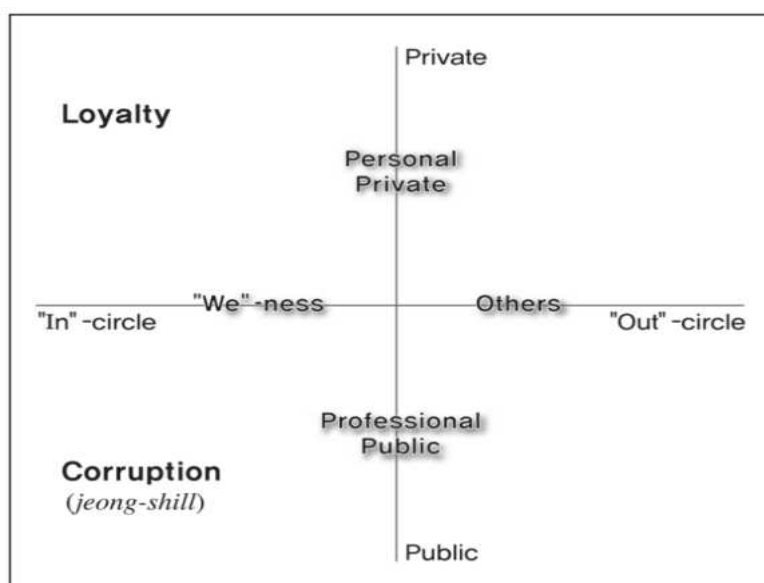 Private
Loyalty
Personal
Private
"We" -ness
Others
"In" -circle
"Out" -circle
Professional
Public
Corruption
(jeong-shill)
Public